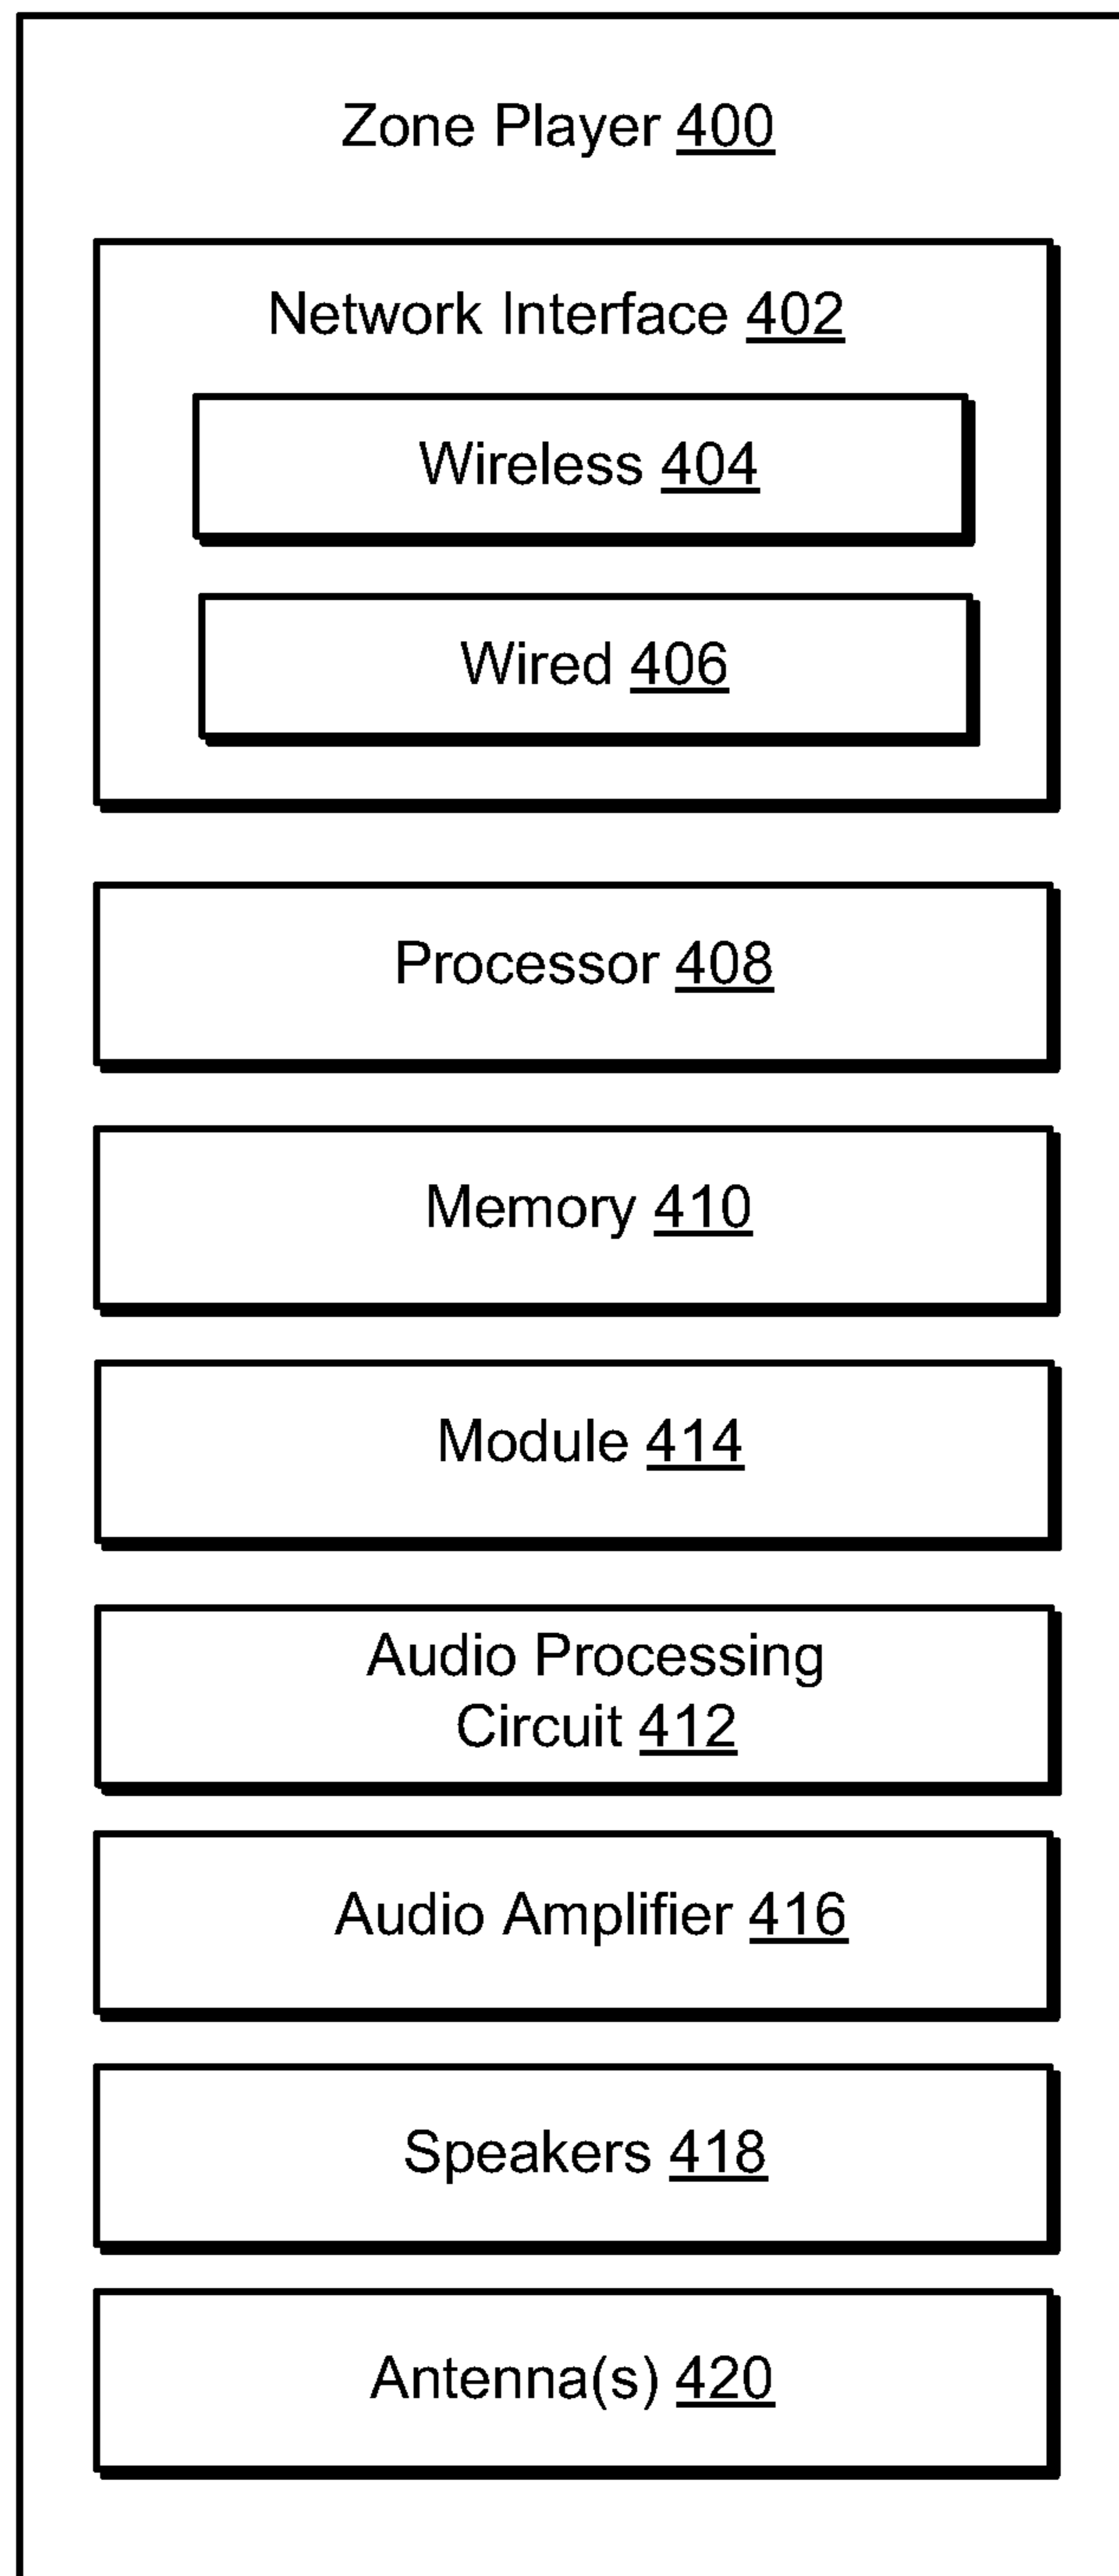 Zone Player 400
Network Interface 402
Wireless 404
Wired 406
Processor 408
Memory 410
Module 414
Audio Processing
Circuit 412
Audio Amplifier 416
Speakers 418
Antenna(s) 420